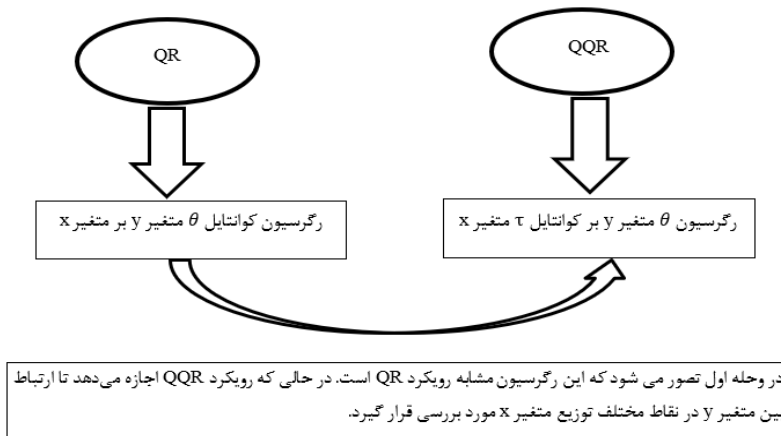 QR
QQR
رگرسیون کوانتایل θ متغیر y بر متغیر x
رگرسیون θ متغیر y بر کوانتایل τ متغیر x
در وحله اول تصور می شود که این رگرسیون مشابه رویکرد QR است. در حالی که رویکرد QQR اجازه می‌دهد تا ارتباط
متغیر y در نقاط مختلف توزیع متغیر x مورد بررسی قرار گیرد.